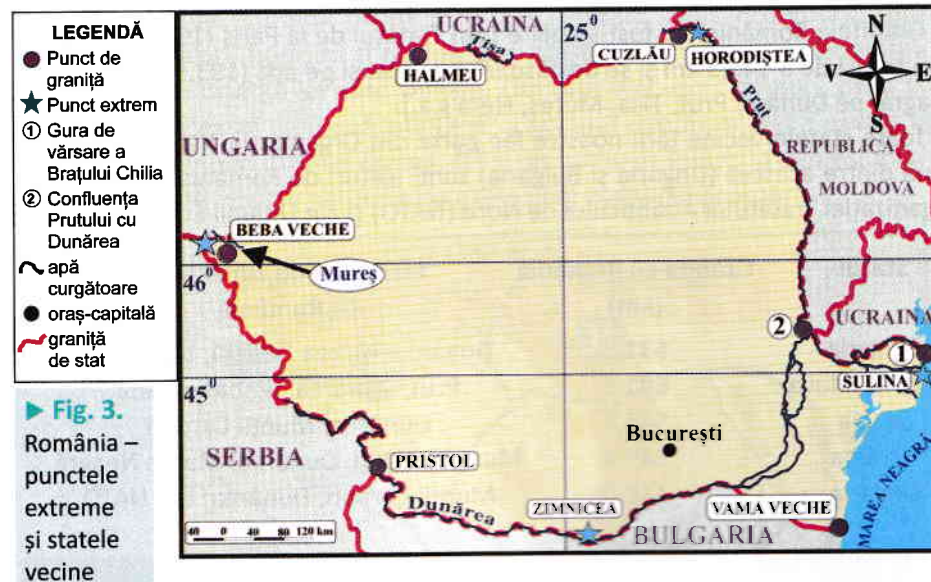 LEGENDĂ
Punct de
graniță
Punct extrem
1 Gura de
vărsare a
Brațului Chilia
2 Confluența
Prutului cu
Dunărea
apă
curgătoare
oraș-capitală
graniță
de stat
▶ Fig. 3.
România –
punctele
extreme
și statele
vecine
UCRAINA
25⁰
Tisa
CUZLĂU
HORODIȘTEA
HALMEU
N
V E
S
Prut
REPUBLICA
MOLDOVA
UNGARIA
BEBA VECHE
Mureș
46⁰
2
UCRAINA
1
SULINA
45⁰
București
SERBIA
PRISTOL
MAREA NEAGRĂ
Dunărea
ZIMNICEA
VAMA VECHE
BULGARIA
40 0 40 80 120 km